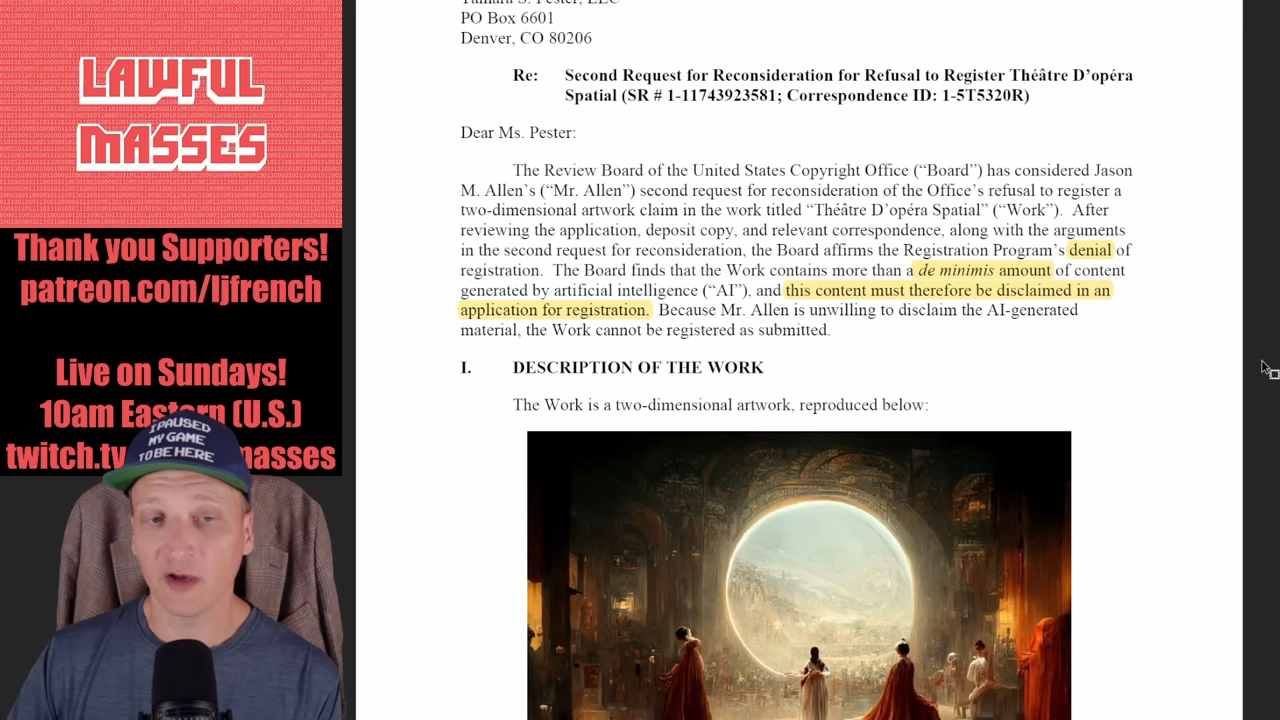 LAWFUL
MASSES
Thank you Supporters!
patreon.com/ljfrench
Live on Sundays!
10am Eastern (U.S.)
twitch.tv masses
I PAUSED
MY GAME
TO BE HERE
Tamara S. Pester, LLC
PO Box 6601
Denver, CO 80206
Re: Second Request for Reconsideration for Refusal to Register Théâtre D’opéra
Spatial (SR # 1-11743923581; Correspondence ID: 1-5T5320R)
Dear Ms. Pester:
The Review Board of the United States Copyright Office (“Board”) has considered Jason
M. Allen’s (“Mr. Allen”) second request for reconsideration of the Office’s refusal to register a
two-dimensional artwork claim in the work titled “Théâtre D’opéra Spatial” (“Work”). After
reviewing the application, deposit copy, and relevant correspondence, along with the arguments
in the second request for reconsideration, the Board affirms the Registration Program’s denial of
registration. The Board finds that the Work contains more than a de minimis amount of content
generated by artificial intelligence (“AI”), and this content must therefore be disclaimed in an
application for registration. Because Mr. Allen is unwilling to disclaim the AI-generated
material, the Work cannot be registered as submitted.
I. DESCRIPTION OF THE WORK
The Work is a two-dimensional artwork, reproduced below: